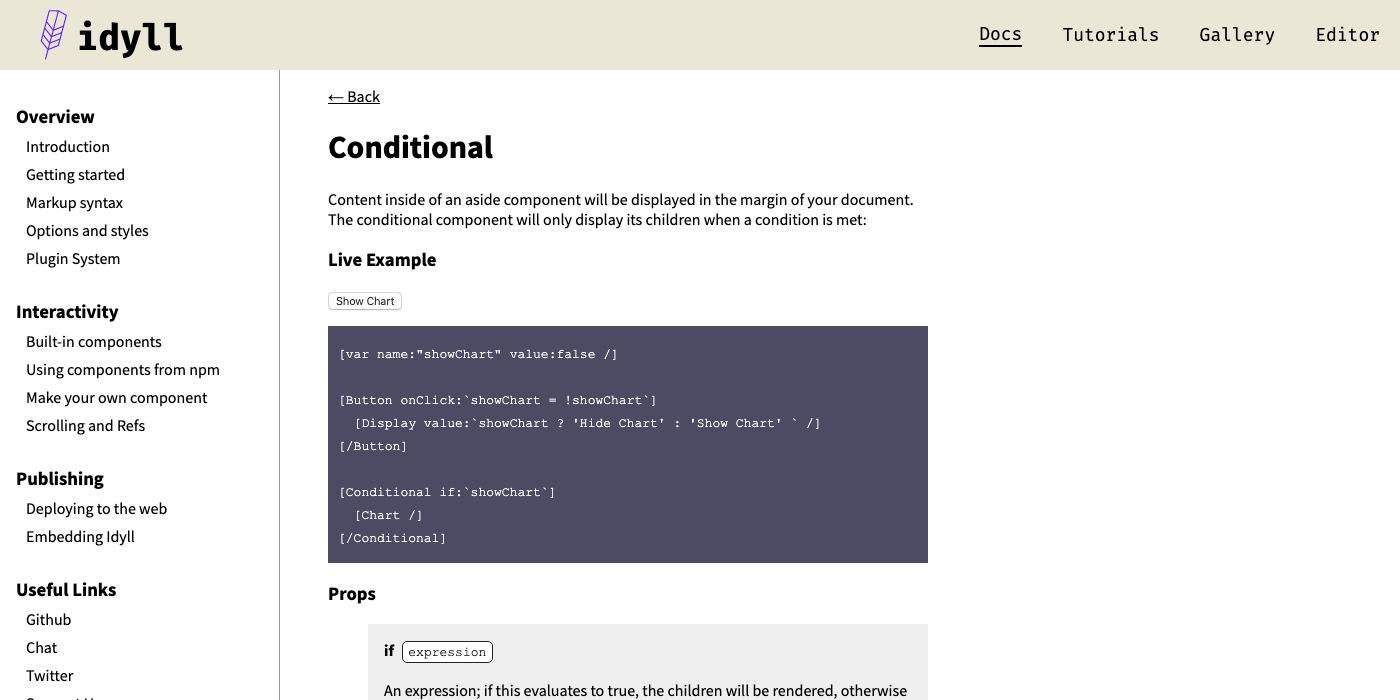 idyll
Docs Tutorials Gallery Editor
Overview
Introduction
Getting started
Markup syntax
Options and styles
Plugin System
Interactivity
Built-in components
Using components from npm
Make your own component
Scrolling and Refs
Publishing
Deploying to the web
Embedding Idyll
Useful Links
Github
Chat
Twitter
← Back
Conditional
Content inside of an aside component will be displayed in the margin of your document.
The conditional component will only display its children when a condition is met:
Live Example
Show Chart
[var name:"showChart" value:false /]
[Button onClick:`showChart = !showChart`]
[Display value:`showChart ? 'Hide Chart' : 'Show Chart' ` /]
[/Button]
[Conditional if:`showChart`]
[Chart /]
[/Conditional]
Props
if expression
An expression; if this evaluates to true, the children will be rendered, otherwise